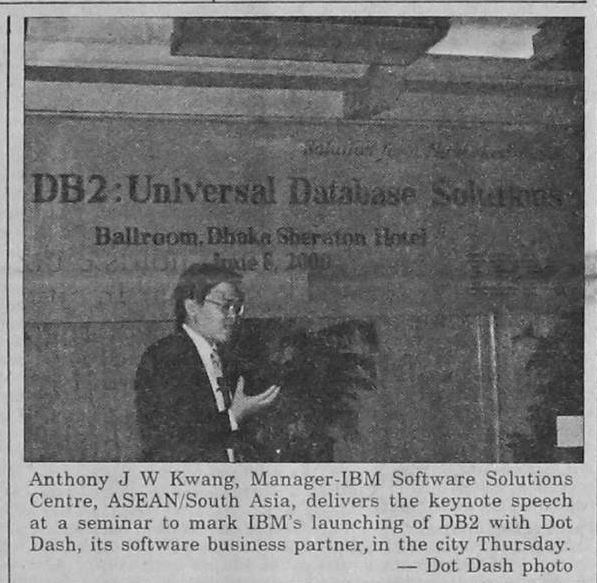 DB2: Universal Database Solutions
Ballroom, Dhaka Sheraton Hotel
2000
IBM
Anthony J W Kwang, Manager-IBM Software Solutions
Centre, ASEAN/South Asia, delivers the keynote speech
at a seminar to mark IBM's launching of DB2 with Dot
Dash, its software business partner, in the city Thursday.
— Dot Dash photo